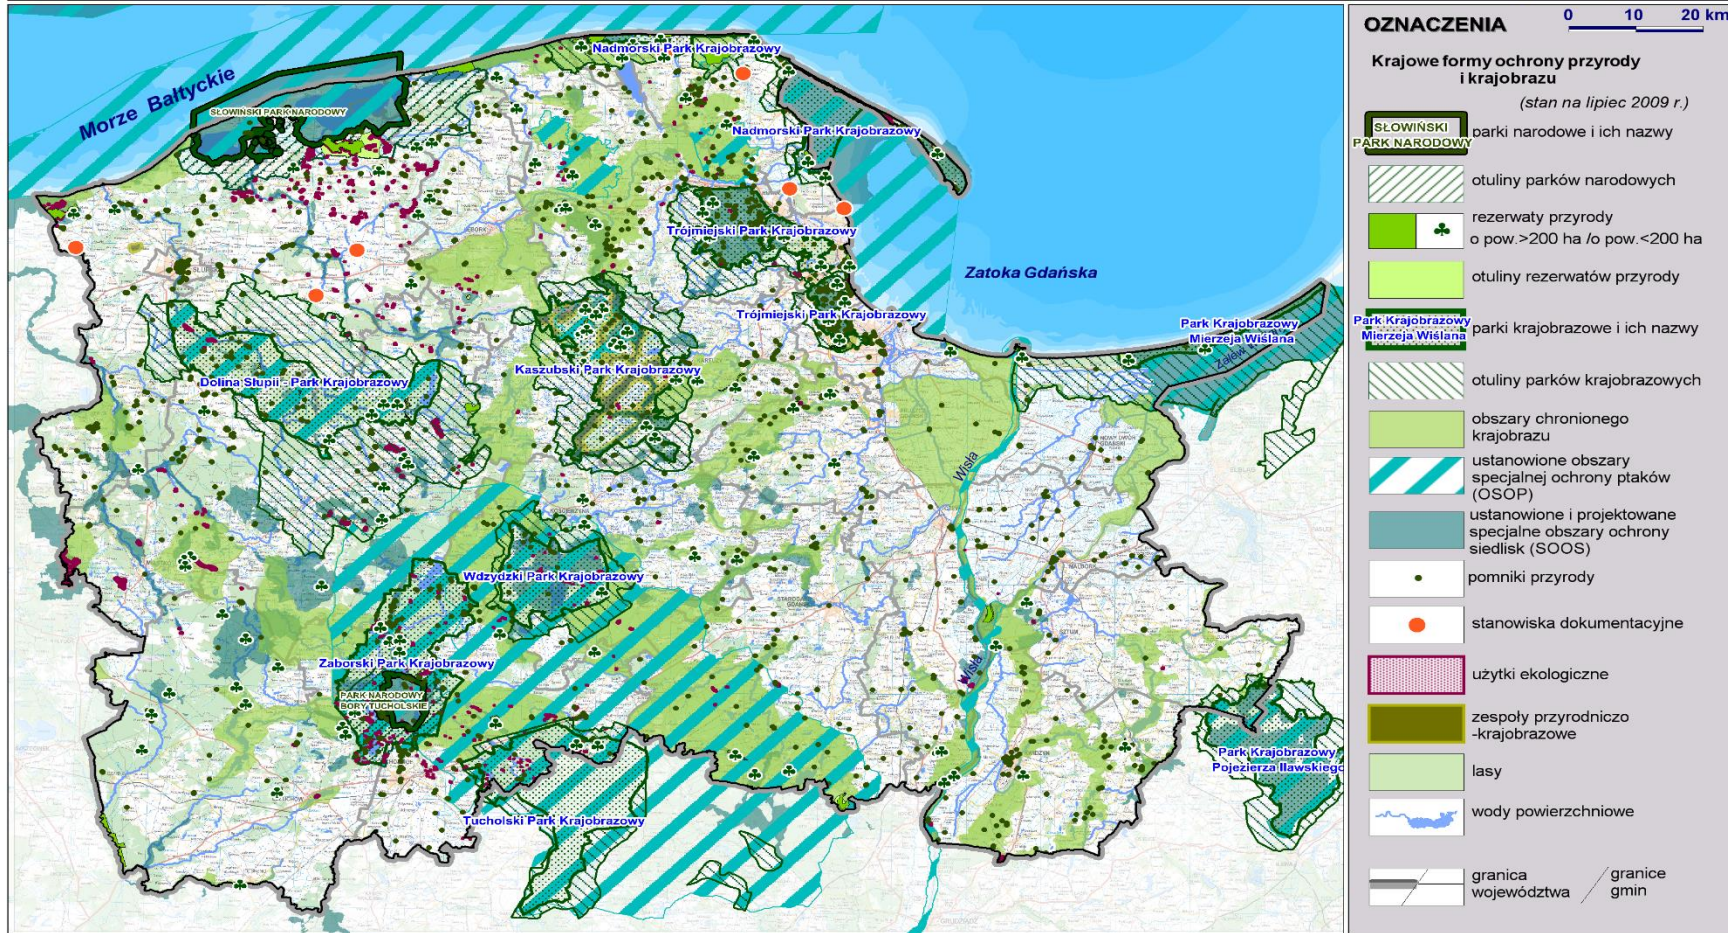 Morze Bałtyckie
SŁOWIŃSKI PARK NARODOWY
Nadmorski Park Krajobrazowy
Nadmorski Park Krajobrazowy
Trójmiejski Park Krajobrazowy
Zatoka Gdańska
Trójmiejski Park Krajobrazowy
Park Krajobrazowy
Mierzeja Wiślana
Kaszubski Park Krajobrazowy
Dolina Słupii - Park Krajobrazowy
Wisła
Wdzydzki Park Krajobrazowy
Zaborski Park Krajobrazowy
PARK NARODOWY
BORY TUCHOLSKIE
Wisła
Park Krajobrazowy
Pojezierza Iławskiego
Tucholski Park Krajobrazowy
OZNACZENIA
0 10 20 km
Krajowe formy ochrony przyrody
i krajobrazu
(stan na lipiec 2009 r.)
SŁOWIŃSKI
PARK NARODOWY
parki narodowe i ich nazwy
otuliny parków narodowych
rezerwaty przyrody
o pow.>200 ha /o pow.<200 ha
otuliny rezerwatów przyrody
Park Krajobrazowy
Mierzeja Wiślana
parki krajobrazowe i ich nazwy
otuliny parków krajobrazowych
obszary chronionego
krajobrazu
ustanowione obszary
specjalnej ochrony ptaków
(OSOP)
ustanowione i projektowane
specjalne obszary ochrony
siedlisk (SOOS)
pomniki przyrody
stanowiska dokumentacyjne
użytki ekologiczne
zespoły przyrodniczo
-krajobrazowe
lasy
wody powierzchniowe
granica
województwa
granice
gmin